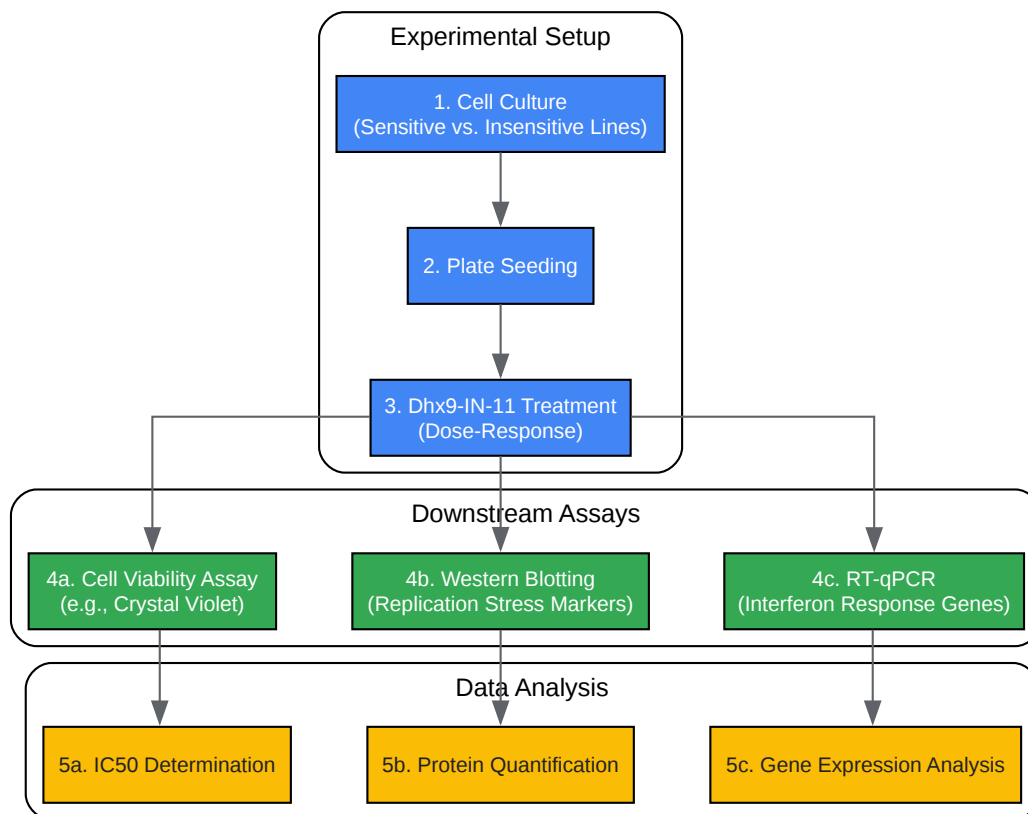 Experimental Setup
1. Cell Culture
(Sensitive vs. Insensitive Lines)
2. Plate Seeding
3. Dhx9-IN-11 Treatment
(Dose-Response)
Downstream Assays
4a. Cell Viability Assay
(e.g., Crystal Violet)
4b. Western Blotting
(Replication Stress Markers)
4c. RT-qPCR
(Interferon Response Genes)
Data Analysis
5a. IC50 Determination
5b. Protein Quantification
5c. Gene Expression Analysis